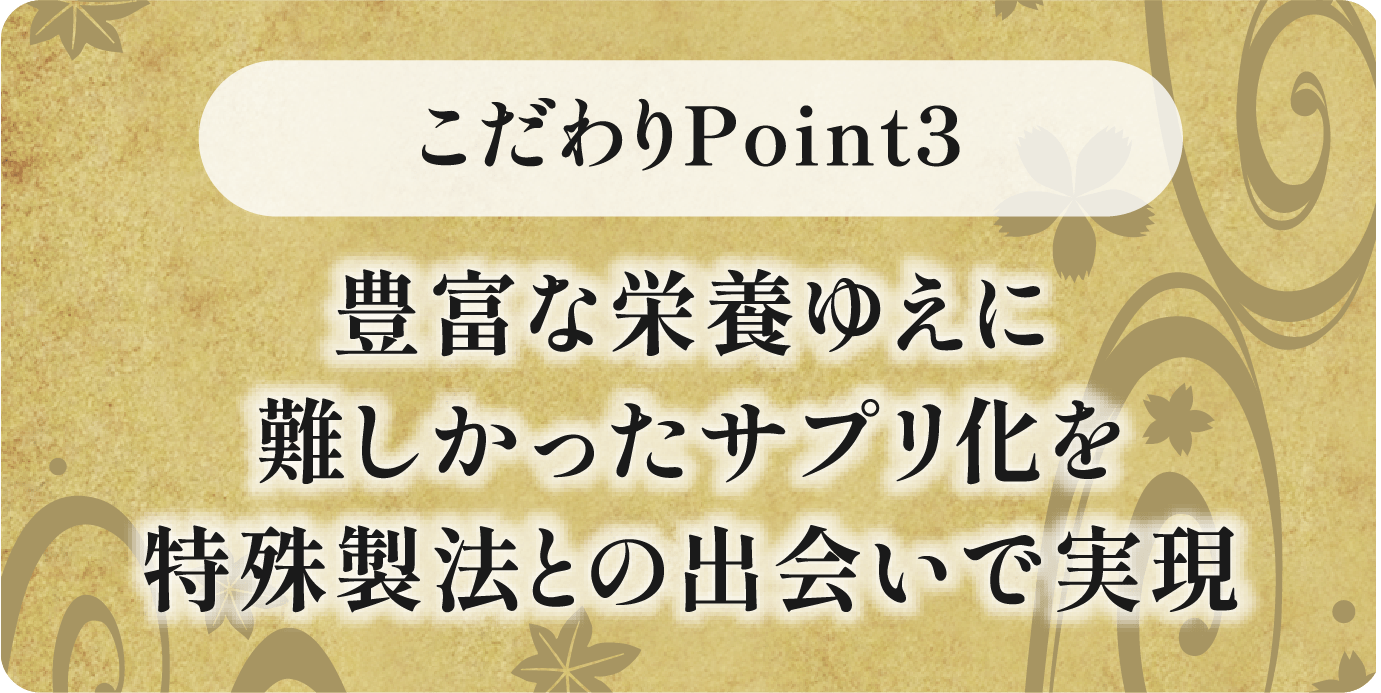 こだわりPoint3
豊富な栄養ゆえに
難しかったサプリ化を
特殊製法との出会いで実現